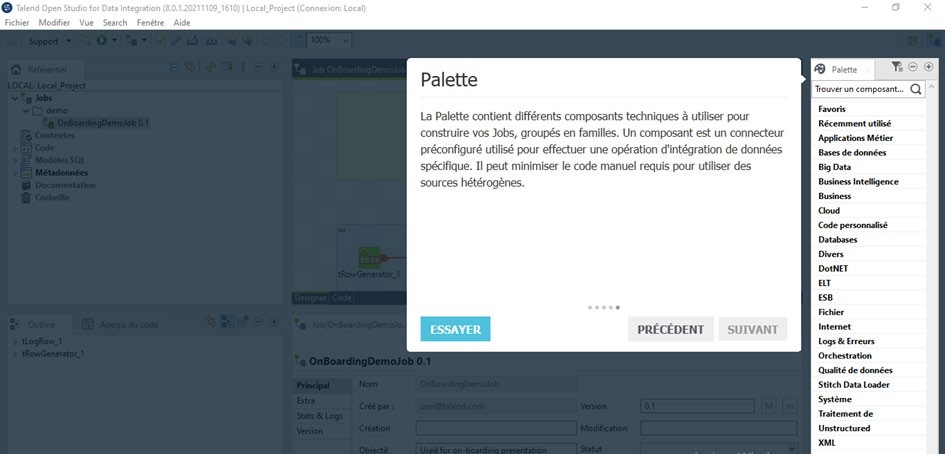 Talend Open Studio for Data Integration (8.0.1.20211109_1610) | Local_Project (Connexion: Local)
Fichier Modifier Vue Search Fenêtre Aide
Support
100%
Référentiel
LOCAL: Local_Project
Jobs
demo
OnBoardingDemoJob 0.1
Contextes
Code
Modèles SQL
Métadonnées
Documentation
Corbeille
Job OnBoardingDemoJob
tRowGenerator_1
Designer Code
Palette
La Palette contient différents composants techniques à utiliser pour
construire vos Jobs, groupés en familles. Un composant est un connecteur
préconfiguré utilisé pour effectuer une opération d'intégration de données
spécifique. Il peut minimiser le code manuel requis pour utiliser des
sources hétérogènes.
ESSAYER
PRÉCÉDENT
SUIVANT
Palette
Trouver un composant...
Favoris
Récemment utilisé
Applications Métier
Bases de données
Big Data
Business Intelligence
Business
Cloud
Code personnalisé
Databases
Divers
DotNET
ELT
ESB
Fichier
Internet
Logs & Erreurs
Orchestration
Qualité de données
Stitch Data Loader
Système
Traitement de
Unstructured
XML
Outline
Aperçu du code
tLogRow_1
tRowGenerator_1
Job(OnBoardingDemoJo...
OnBoardingDemoJob 0.1
Principal
Extra
Stats & Logs
Version
Nom OnBoardingDemoJob
Créé par : user@talend.com Version 0.1 M m
Création Modification
Objectif Used for on-boarding presentation Statut